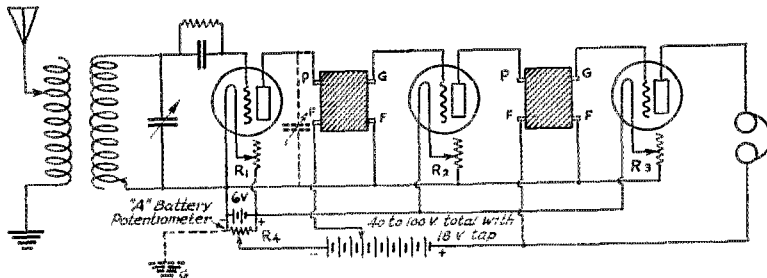 P
G
P
G
F
F
F
F
R1
R2
R3
6V
"A" Battery
Potentiometer
- +
R4
40 to 100 V. total with
18 V tap
- +
G